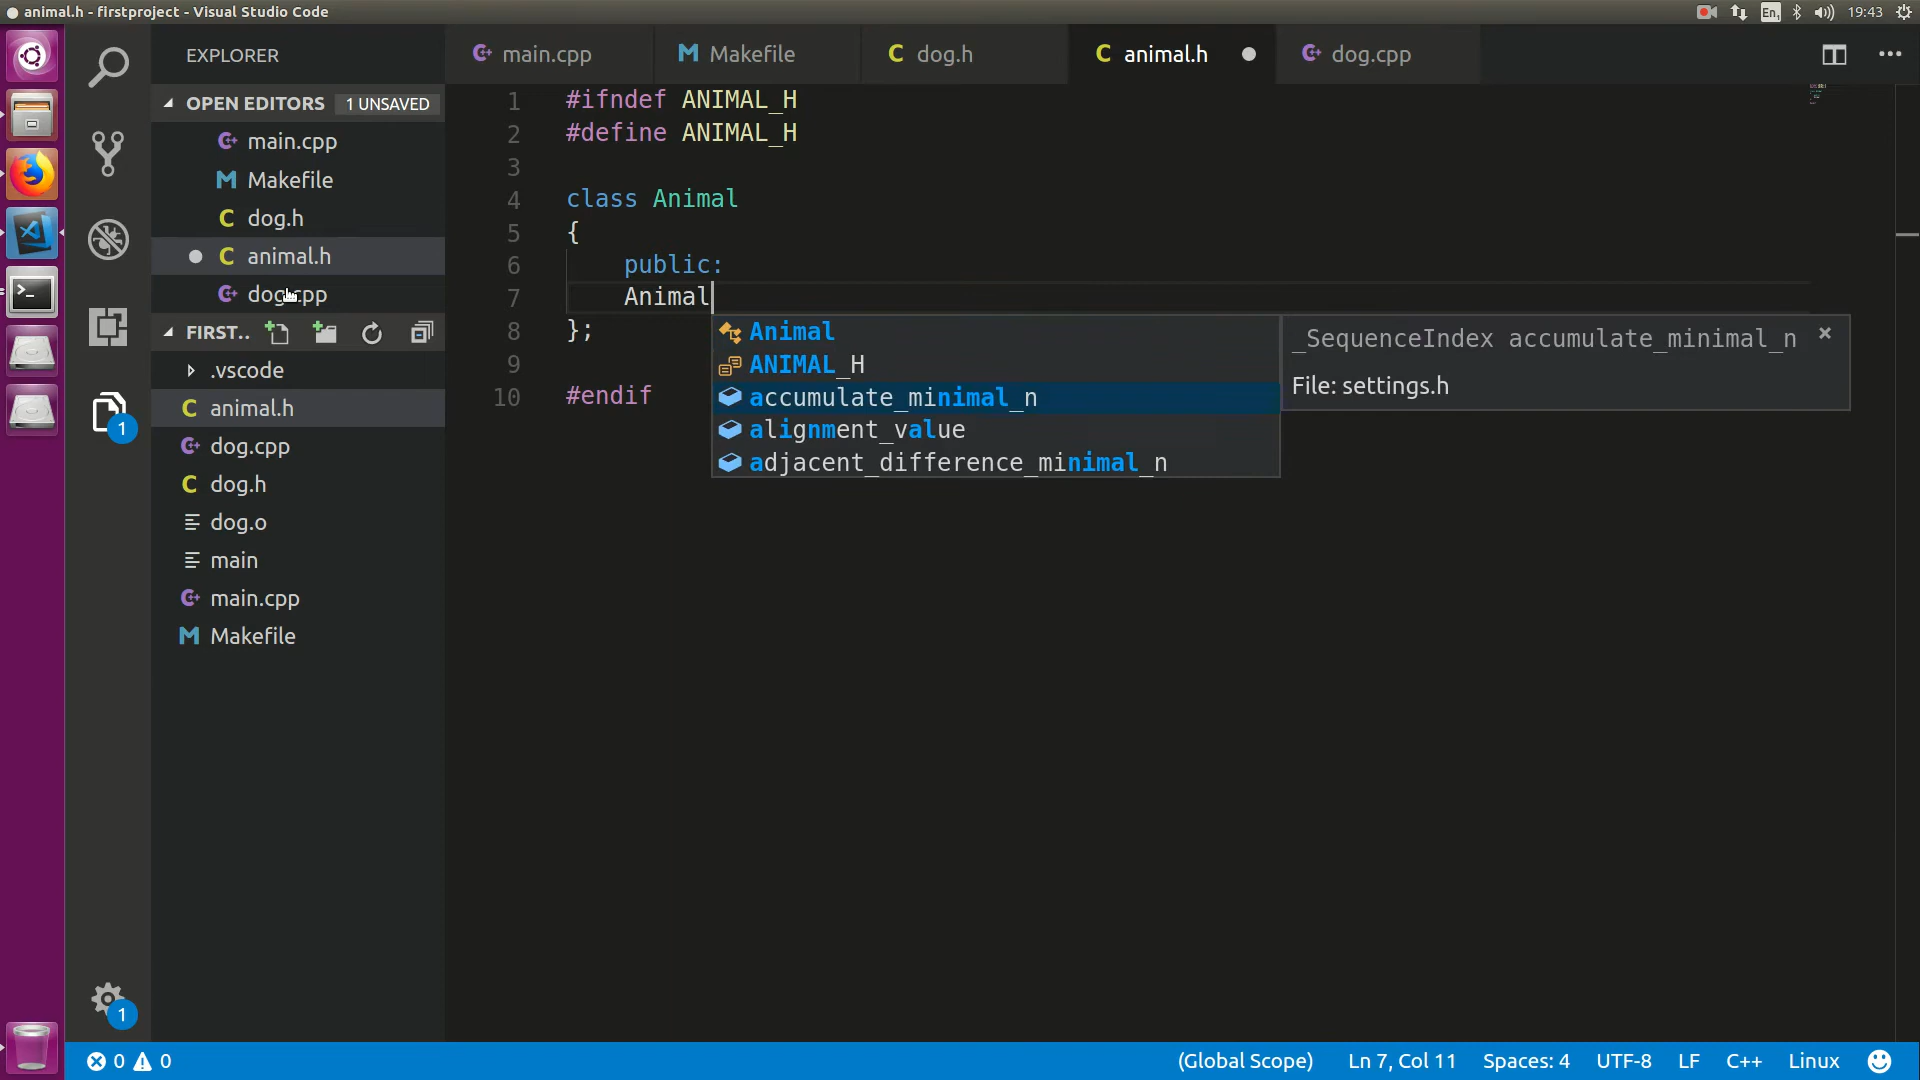 animal.h - firstproject - Visual Studio Code
En1
19:43
EXPLORER
OPEN EDITORS 1 UNSAVED
main.cpp
Makefile
dog.h
animal.h
dog.cpp
FIRST..
.vscode
animal.h
dog.cpp
dog.h
dog.o
main
main.cpp
Makefile
main.cpp
Makefile
dog.h
animal.h
dog.cpp
1 #ifndef ANIMAL_H
2 #define ANIMAL_H
3
4 class Animal
5 {
6 public:
7 Animal
8 };
9
10 #endif
Animal
ANIMAL_H
accumulate_minimal_n
alignment_value
adjacent_difference_minimal_n
_SequenceIndex accumulate_minimal_n
File: settings.h
1
1
0 0
(Global Scope)
Ln 7, Col 11
Spaces: 4
UTF-8
LF
C++
Linux